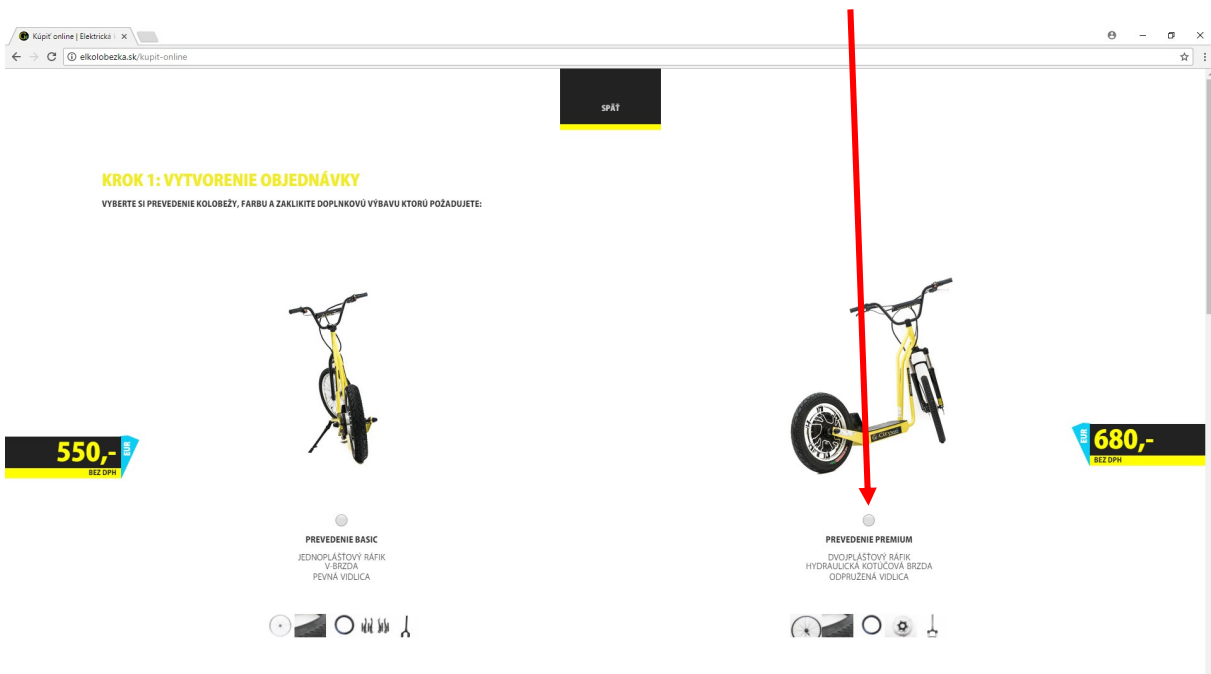 Kúpiť online | Elektrická
elkolobezka.sk/kupit-online
SPÄŤ
KROK 1: VYTVORENIE OBJEDNÁVKY
VYBERTE SI PREVEDENIE KOLOBEŽY, FARBU A ZAKLIKITE DOPLNKOVÚ VÝBAVU KTORÚ POŽADUJETE:
550,- EUR
BEZ DPH
EUR 680,-
BEZ DPH
PREVEDENIE BASIC
JEDNOPLÁŠŤOVÝ RÁFIK
V-BRZDA
PEVNÁ VIDLICA
PREVEDENIE PREMIUM
DVOJPLÁŠŤOVÝ RÁFIK
HYDRAULICKÁ KOTÚČOVÁ BRZDA
ODPRUŽENÁ VIDLICA